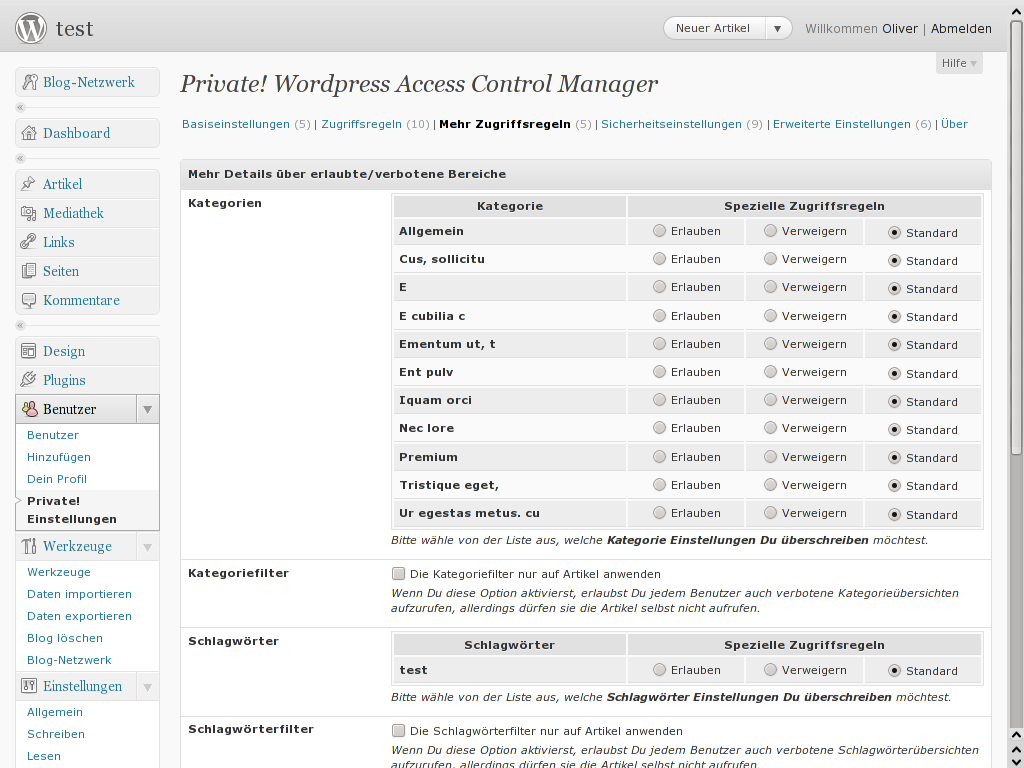 test
Neuer Artikel
Willkommen Oliver | Abmelden
Hilfe
Blog-Netzwerk
Dashboard
Artikel
Mediathek
Links
Seiten
Kommentare
Design
Plugins
Benutzer
Benutzer
Hinzufügen
Dein Profil
Private!
Einstellungen
Werkzeuge
Werkzeuge
Daten importieren
Daten exportieren
Blog löschen
Blog-Netzwerk
Einstellungen
Allgemein
Schreiben
Lesen
Private! Wordpress Access Control Manager
Basiseinstellungen (5) | Zugriffsregeln (10) | Mehr Zugriffsregeln (5) | Sicherheitseinstellungen (9) | Erweiterte Einstellungen (6) | Über
Mehr Details über erlaubte/verbotene Bereiche
Kategorien
Kategorie Spezielle Zugriffsregeln
Allgemein Erlauben Verweigern Standard
Cus, sollicitu Erlauben Verweigern Standard
E Erlauben Verweigern Standard
E cubilia c Erlauben Verweigern Standard
Ementum ut, t Erlauben Verweigern Standard
Ent pulv Erlauben Verweigern Standard
Iquam orci Erlauben Verweigern Standard
Nec lore Erlauben Verweigern Standard
Premium Erlauben Verweigern Standard
Tristique eget, Erlauben Verweigern Standard
Ur egestas metus. cu Erlauben Verweigern Standard
Bitte wähle von der Liste aus, welche Kategorie Einstellungen Du überschreiben möchtest.
Kategoriefilter
Die Kategoriefilter nur auf Artikel anwenden
Wenn Du diese Option aktivierst, erlaubst Du jedem Benutzer auch verbotene Kategorieübersichten
aufzurufen, allerdings dürfen sie die Artikel selbst nicht aufrufen.
Schlagwörter
Schlagwörter Spezielle Zugriffsregeln
test Erlauben Verweigern Standard
Bitte wähle von der Liste aus, welche Schlagwörter Einstellungen Du überschreiben möchtest.
Schlagwörterfilter
Die Schlagwörterfilter nur auf Artikel anwenden
Wenn Du diese Option aktivierst, erlaubst Du jedem Benutzer auch verbotene Schlagwörterübersichten
aufzurufen, allerdings dürfen sie die Artikel selbst nicht aufrufen.